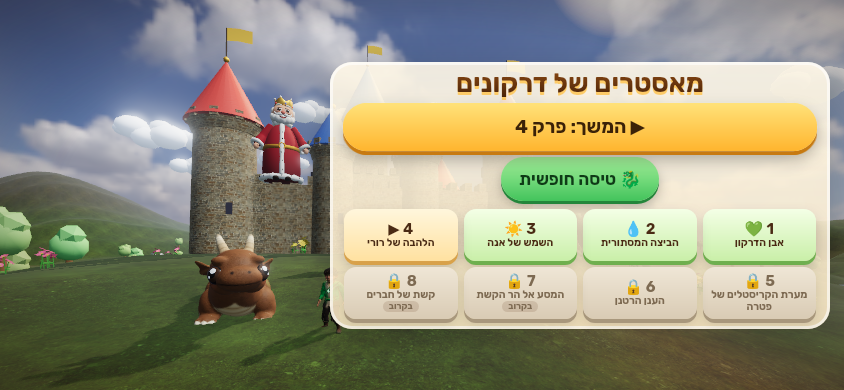 מאסטרים של דרקונים
▶ המשך: פרק 4
🐉 טיסה חופשית
1 💚
אבן הדרקון
2 💧
הביצה המסתורית
3 ☀️
השמש של אנה
4 ▶
הלהבה של רורי
5 🔒
מערת הקריסטלים של פטרה
6 🔒
הענן הרטנן
7 🔒
המסע אל הר הקשת
בקרוב
8 🔒
קשת של חברים
בקרוב